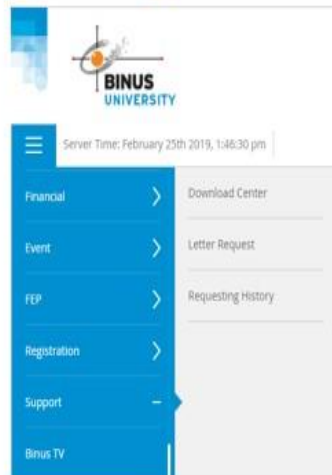 BINUS
UNIVERSITY
Server Time: February 25th 2019, 1:46:30 pm
Financial
Event
FEP
Registration
Support
Binus TV
Download Center
Letter Request
Requesting History